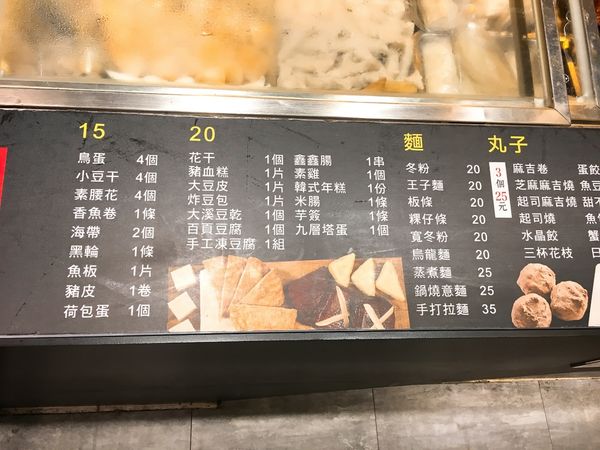 15
鳥蛋 4個
小豆干 4個
素腰花 4個
香魚卷 1條
海帶 2個
黑輪 1條
魚板 1片
豬皮 1卷
荷包蛋 1個
20
花干 1個
豬血糕 1片
大豆皮 1片
炸豆包 1片
大溪豆乾 1個
百頁豆腐 1個
手工凍豆腐 1組
鑫鑫腸 1串
素雞 1個
韓式年糕 1份
米腸 1條
芋簽 1條
九層塔蛋 1個
麵
冬粉 20
王子麵 20
板條 20
粿仔條 20
寬冬粉 20
烏龍麵 20
蒸煮麵 25
鍋燒意麵 25
手打拉麵 35
丸子
3個25元
麻吉卷
芝麻麻吉燒
起司麻吉燒
起司燒
水晶餃
三杯花枝
蛋餃
魚豆
甜不
魚
蟹
日